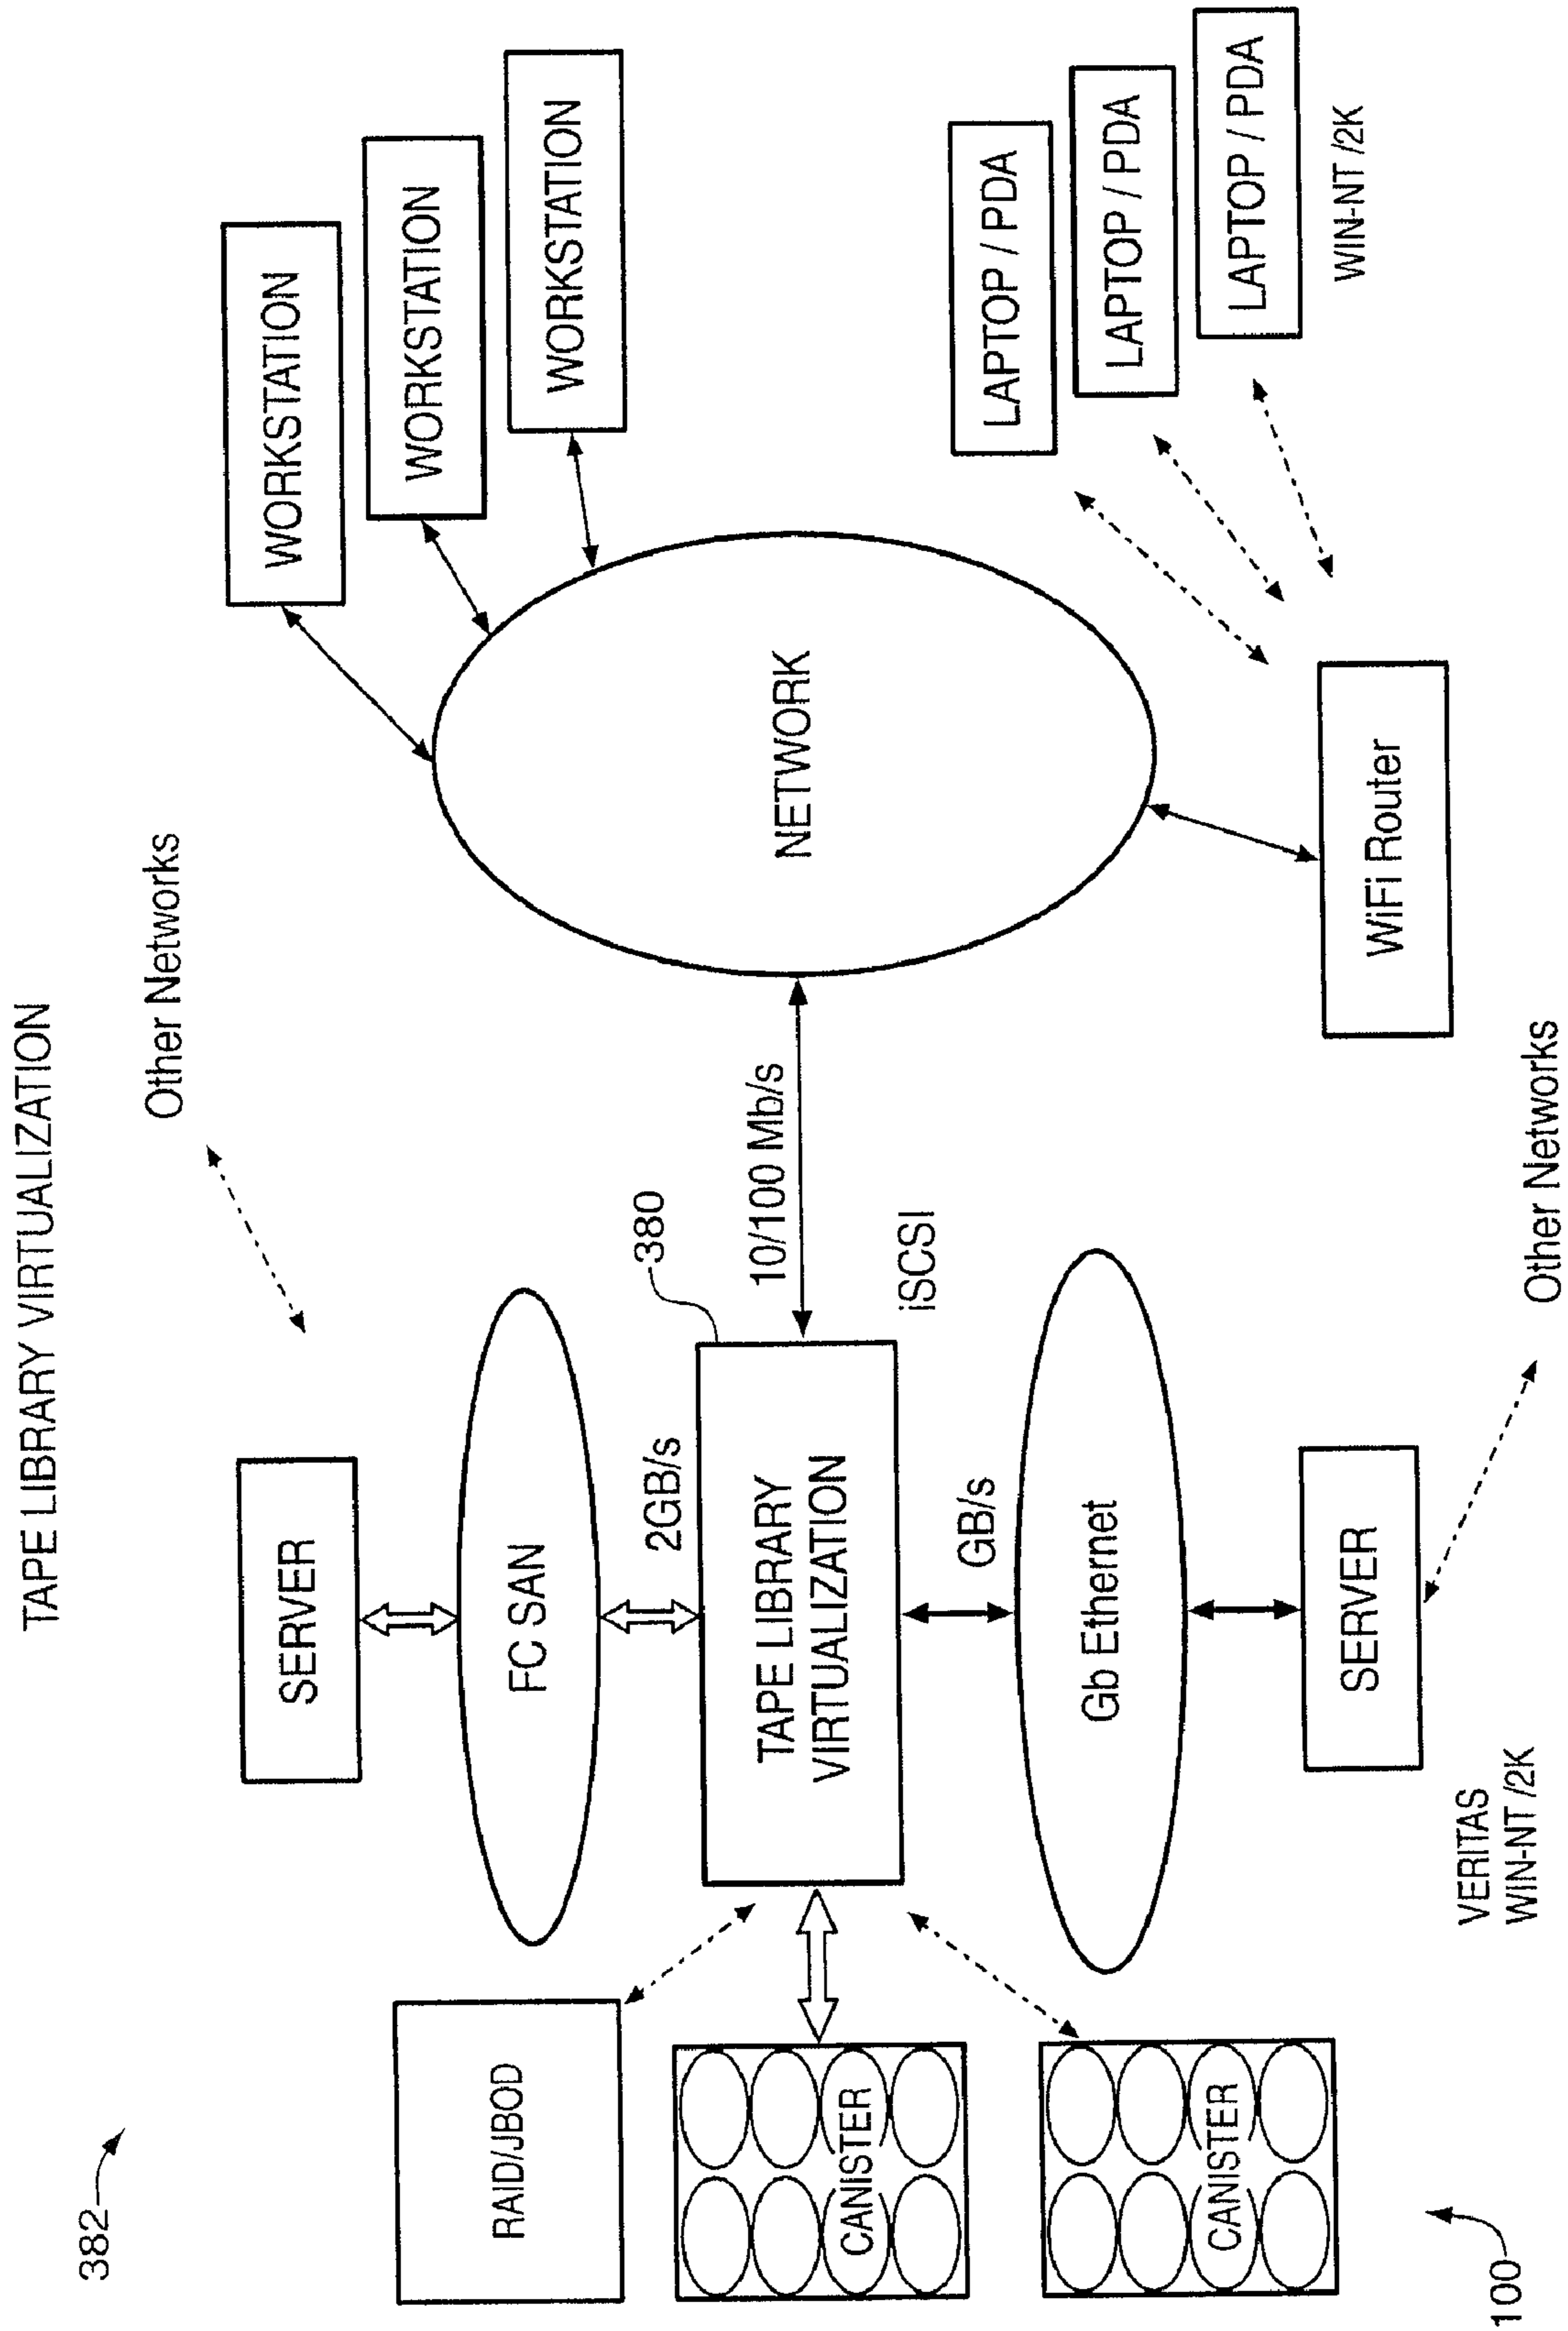 TAPE LIBRARY VIRTUALIZATION
382
Other Networks
SERVER
WORKSTATION
WORKSTATION
WORKSTATION
FC SAN
RAID/JBOD
2GB/s
380
10/100 Mb/s
NETWORK
TAPE LIBRARY
VIRTUALIZATION
CANISTER
iSCSI
GB/s
LAPTOP / PDA
LAPTOP / PDA
LAPTOP / PDA
WIN-NT /2K
Gb Ethernet
CANISTER
SERVER
WiFi Router
VERITAS
WIN-NT /2K
100
Other Networks